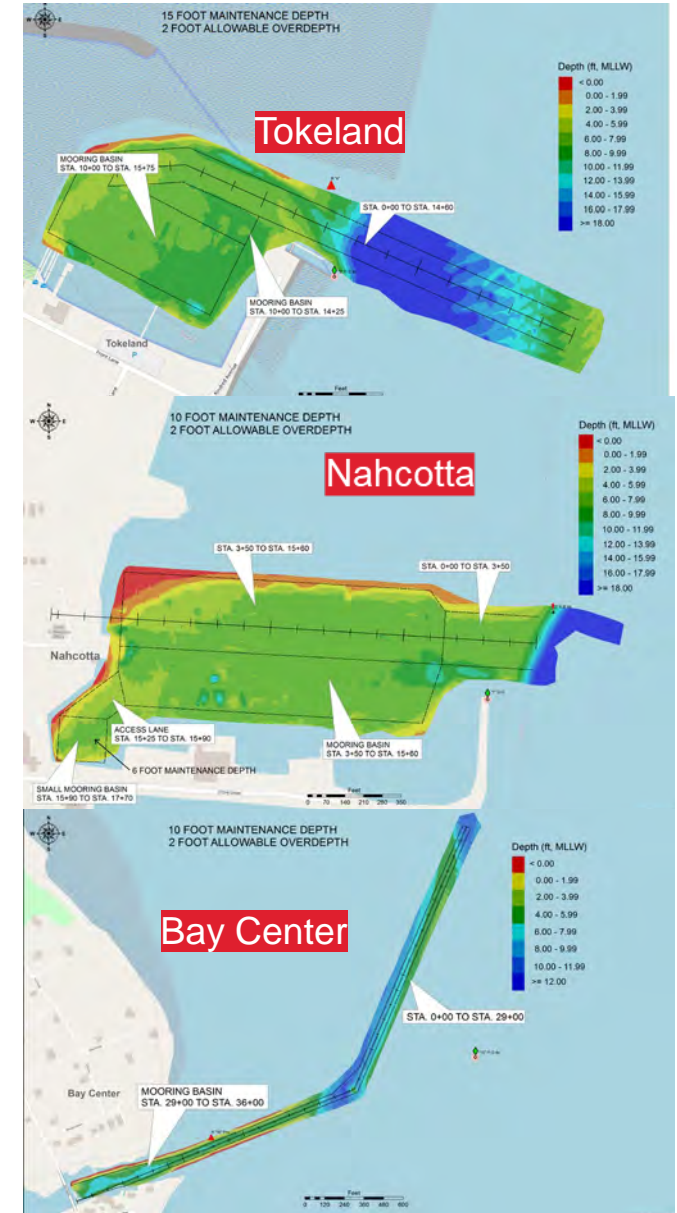 15 FOOT MAINTENANCE DEPTH
2 FOOT ALLOWABLE OVERDEPTH
Tokeland
Depth (ft, MLLW)
< 0.00
0.00 - 1.99
2.00 - 3.99
4.00 - 5.99
6.00 - 7.99
8.00 - 9.99
10.00 - 11.99
12.00 - 13.99
14.00 - 15.99
16.00 - 17.99
>= 18.00
MOORING BASIN
STA. 10+00 TO STA. 15+75
STA. 0+00 TO STA. 14+60
MOORING BASIN
STA. 10+00 TO STA. 14+25
Tokeland
P
Feet
N
W
E
S
10 FOOT MAINTENANCE DEPTH
2 FOOT ALLOWABLE OVERDEPTH
Nahcotta
Depth (ft, MLLW)
< 0.00
0.00 - 1.99
2.00 - 3.99
4.00 - 5.99
6.00 - 7.99
8.00 - 9.99
10.00 - 11.99
12.00 - 13.99
14.00 - 15.99
16.00 - 17.99
>= 18.00
STA. 3+50 TO STA. 15+60
STA. 0+00 TO STA. 3+50
Nahcotta
ACCESS LANE
STA. 15+25 TO STA. 15+90
MOORING BASIN
STA. 3+50 TO STA. 15+60
6 FOOT MAINTENANCE DEPTH
SMALL MOORING BASIN
STA. 15+90 TO STA. 17+70
Feet
0 70 140 210 280 350
10 FOOT MAINTENANCE DEPTH
2 FOOT ALLOWABLE OVERDEPTH
Bay Center
Depth (ft, MLLW)
< 0.00
0.00 - 1.99
2.00 - 3.99
4.00 - 5.99
6.00 - 7.99
8.00 - 9.99
10.00 - 11.99
>= 12.00
STA. 0+00 TO STA. 29+00
Bay Center
MOORING BASIN
STA. 29+00 TO STA. 36+00
Feet
0 120 240 360 480 600